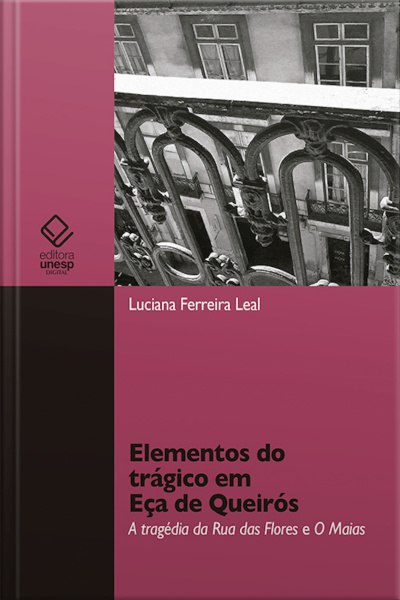 editora
unesp
DIGITAL
Luciana Ferreira Leal
Elementos do
trágico em
Eça de Queirós
A tragédia da Rua das Flores e O Maias